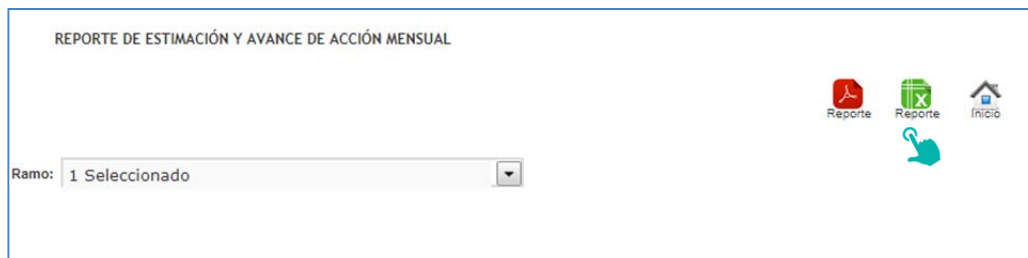 REPORTE DE ESTIMACIÓN Y AVANCE DE ACCIÓN MENSUAL
Reporte Reporte Inicio
Ramo: 1 Seleccionado